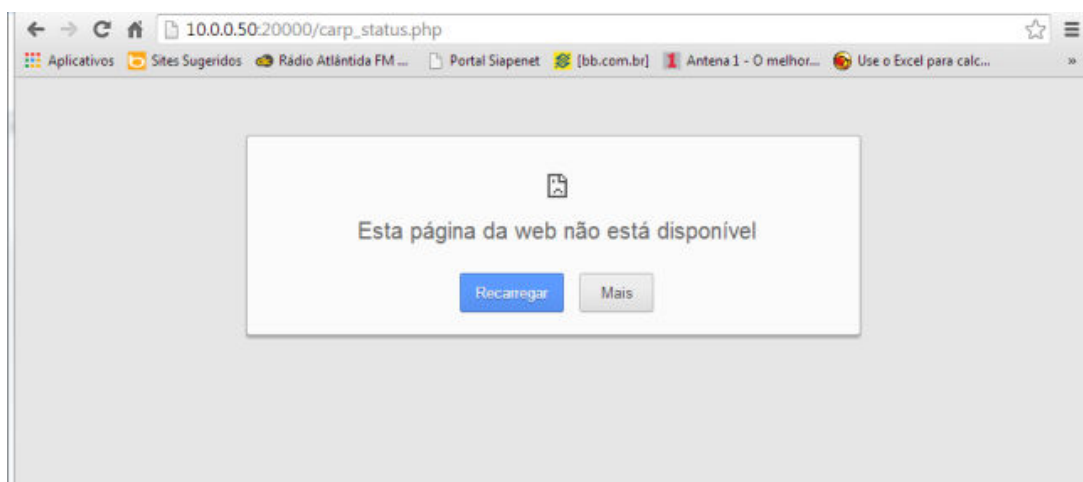 10.0.0.50:20000/carp_status.php
Aplicativos Sites Sugeridos Rádio Atlântida FM ... Portal Siapenet [bb.com.br] 1 Antena 1 - O melhor... Use o Excel para calc... »
Esta página da web não está disponível
Recarregar Mais